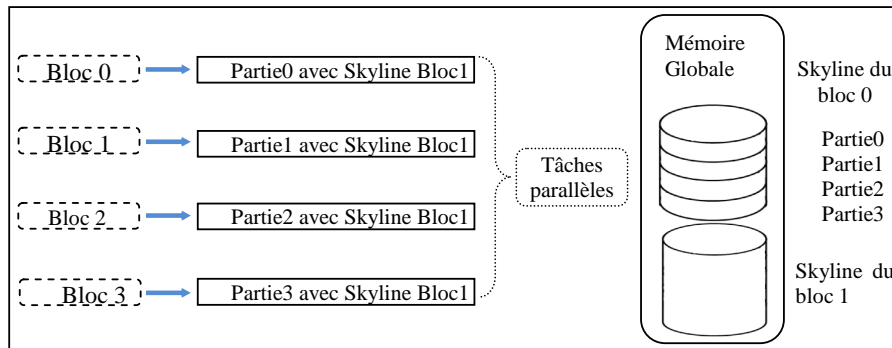 Bloc 0
Partie0 avec Skyline Bloc1
Bloc 1
Partie1 avec Skyline Bloc1
Bloc 2
Partie2 avec Skyline Bloc1
Bloc 3
Partie3 avec Skyline Bloc1
Tâches
parallèles
Mémoire
Globale
Skyline du
bloc 0
Partie0
Partie1
Partie2
Partie3
Skyline du
bloc 1